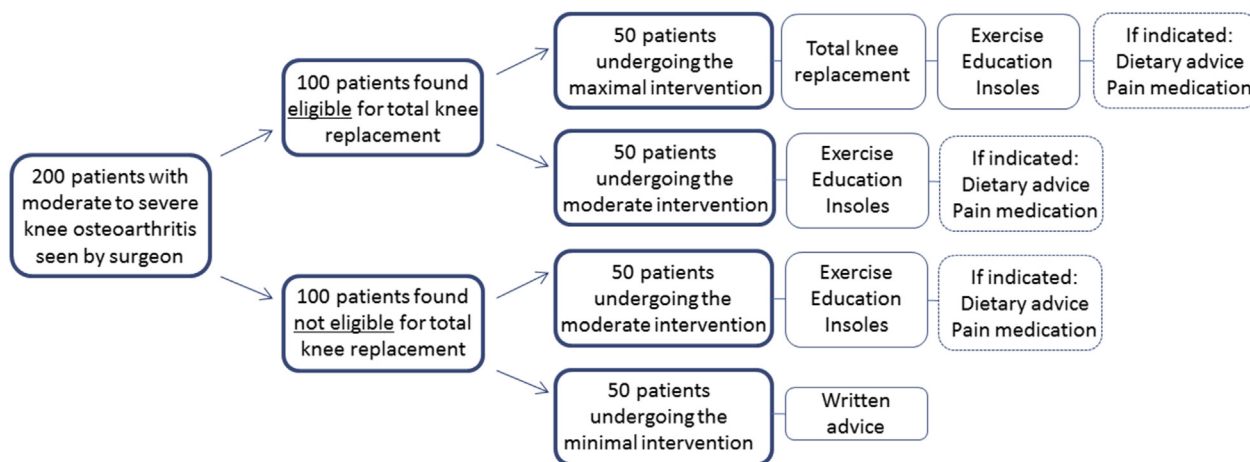 200 patients with
moderate to severe
knee osteoarthritis
seen by surgeon
100 patients found
eligible for total knee
replacement
50 patients
undergoing the
maximal intervention
Total knee
replacement
Exercise
Education
Insoles
If indicated:
Dietary advice
Pain medication
50 patients
undergoing the
moderate intervention
Exercise
Education
Insoles
If indicated:
Dietary advice
Pain medication
100 patients found
not eligible for total
knee replacement
50 patients
undergoing the
moderate intervention
Exercise
Education
Insoles
If indicated:
Dietary advice
Pain medication
50 patients
undergoing the
minimal intervention
Written
advice